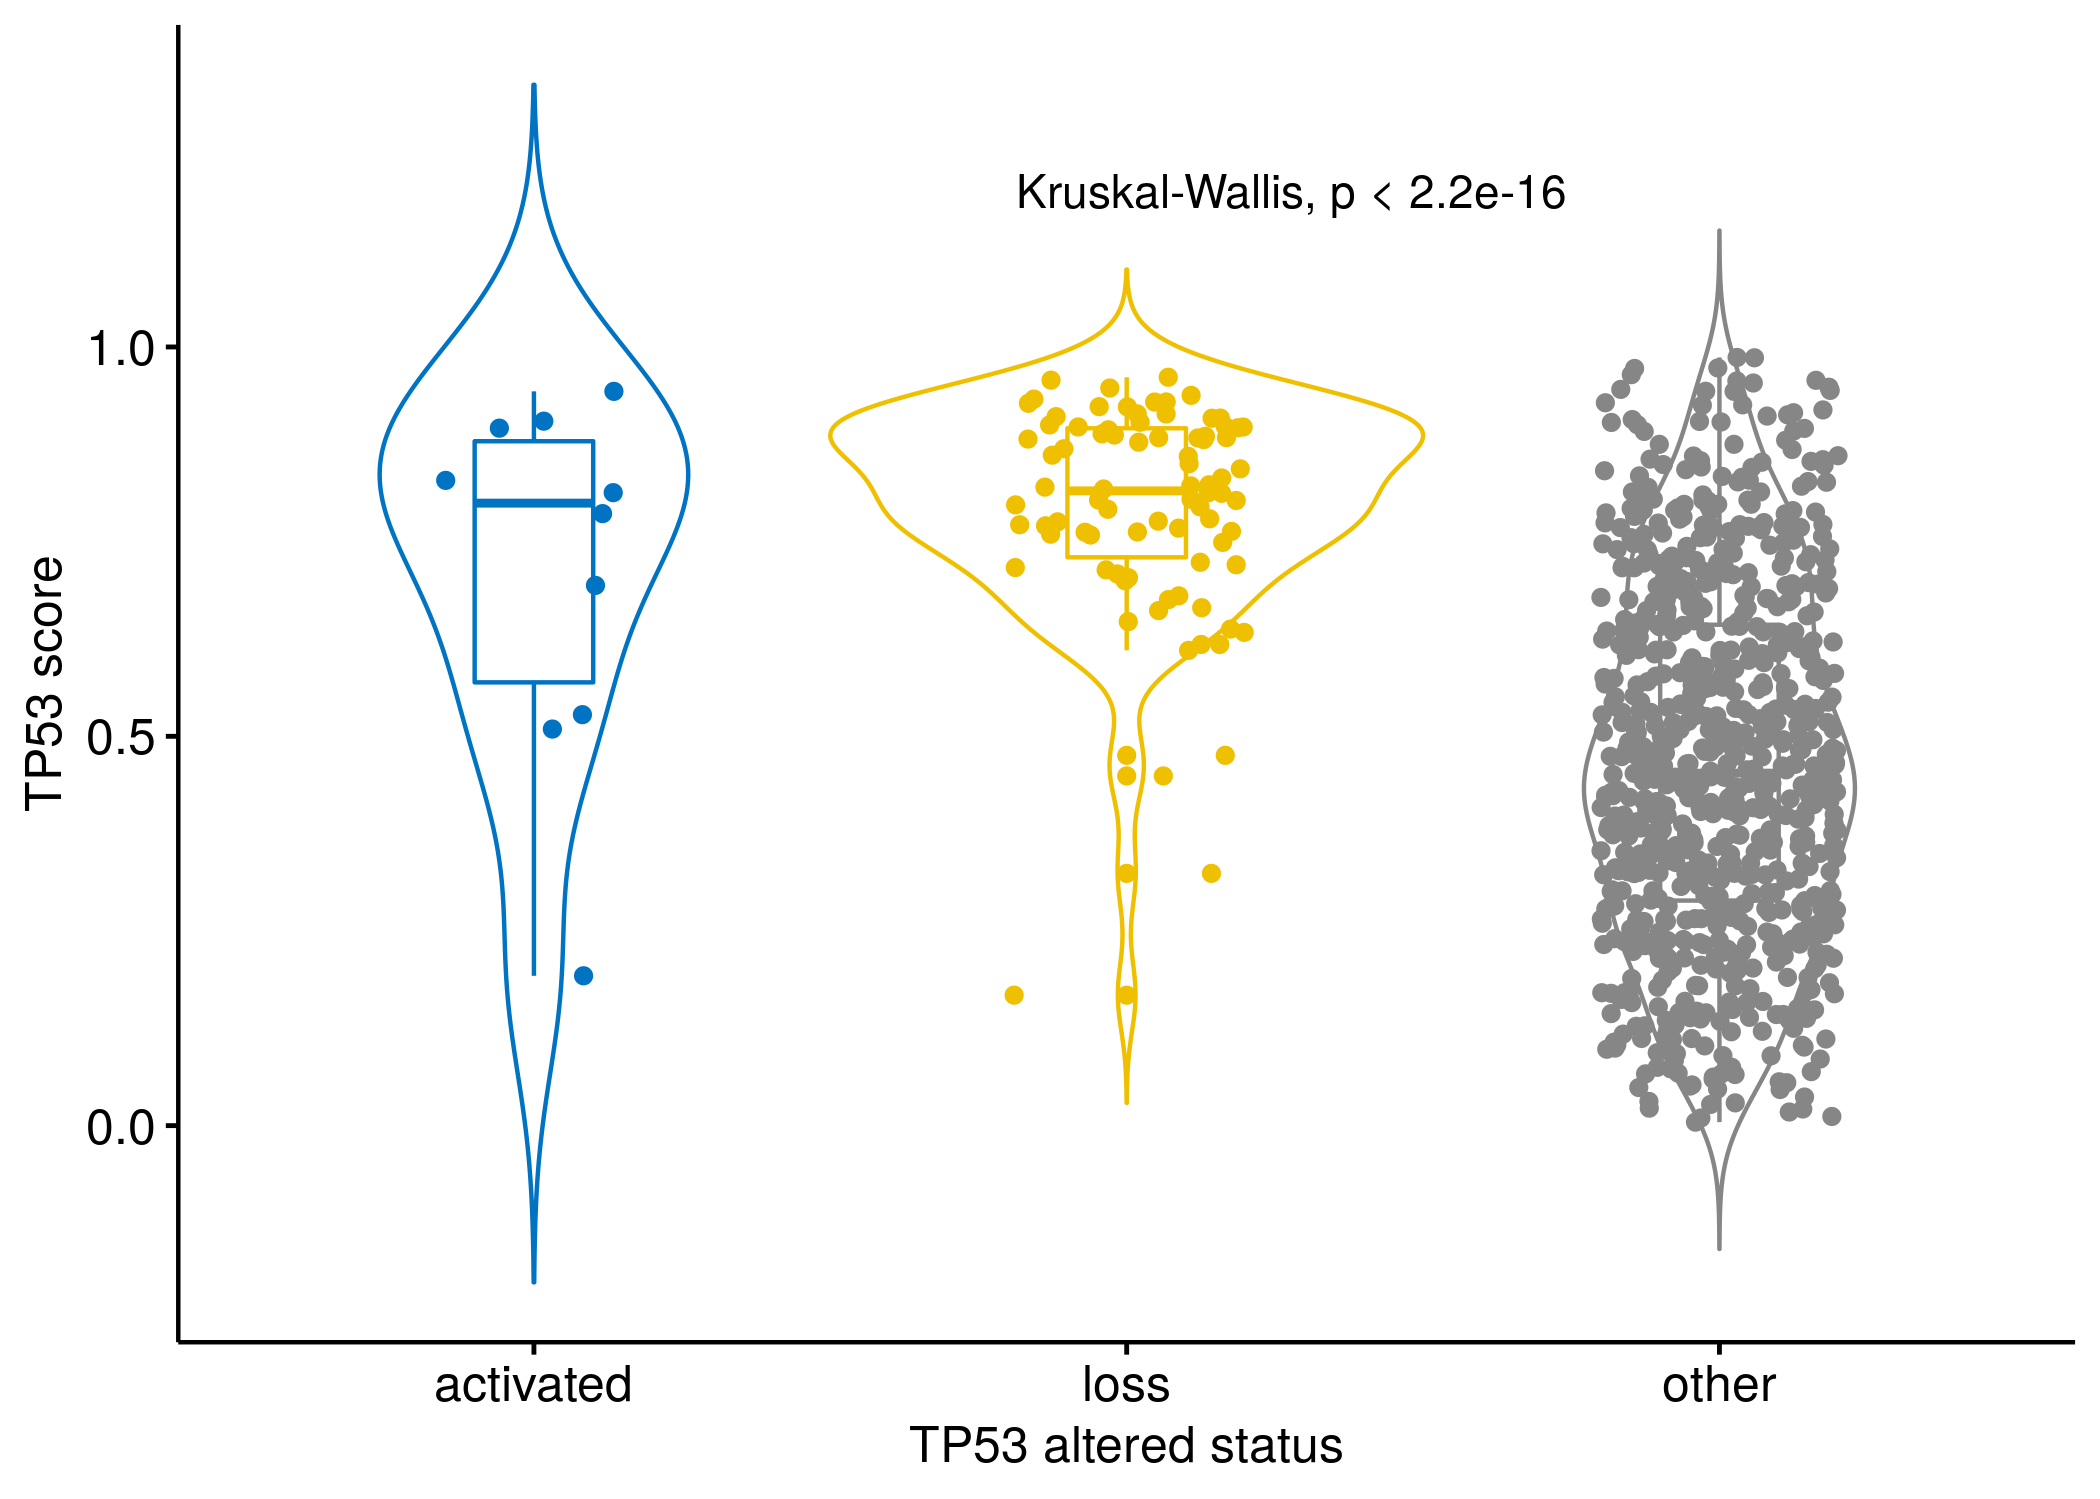 Kruskal-Wallis, p < 2.2e-16
1.0
0.5
0.0
TP53 score
activated loss other
TP53 altered status